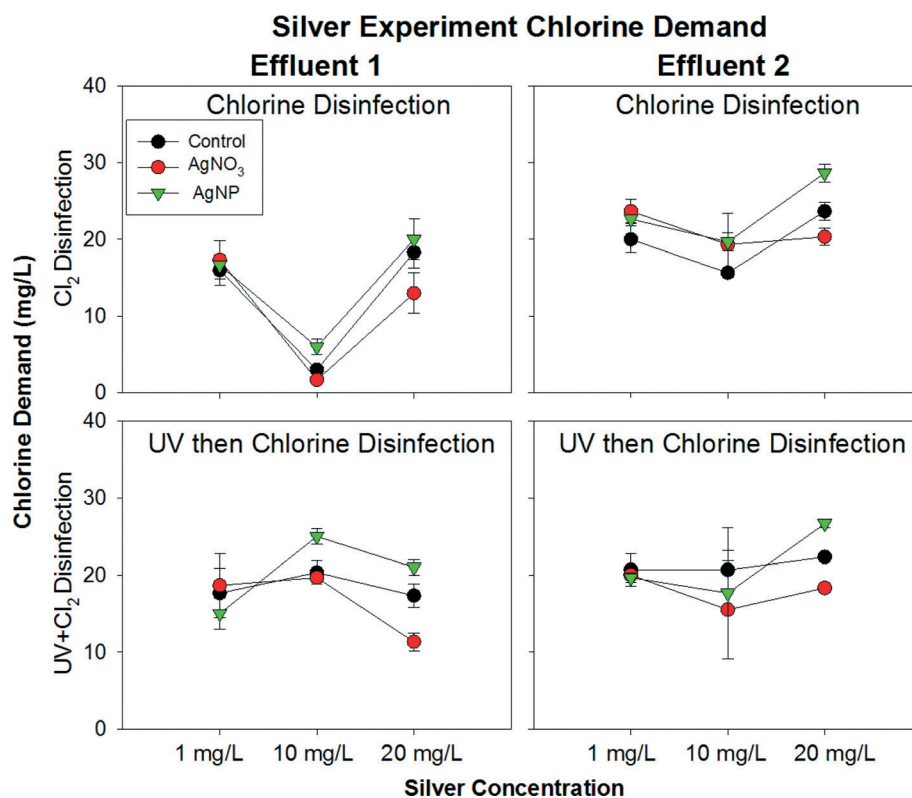 Silver Experiment Chlorine Demand
Effluent 1
Effluent 2
Chlorine Disinfection
Chlorine Disinfection
Control
AgNO₃
AgNP
40
30
20
10
0
Cl₂ Disinfection
Chlorine Demand (mg/L)
UV then Chlorine Disinfection
UV then Chlorine Disinfection
40
30
20
10
0
UV+Cl₂ Disinfection
1 mg/L 10 mg/L 20 mg/L
1 mg/L 10 mg/L 20 mg/L
Silver Concentration